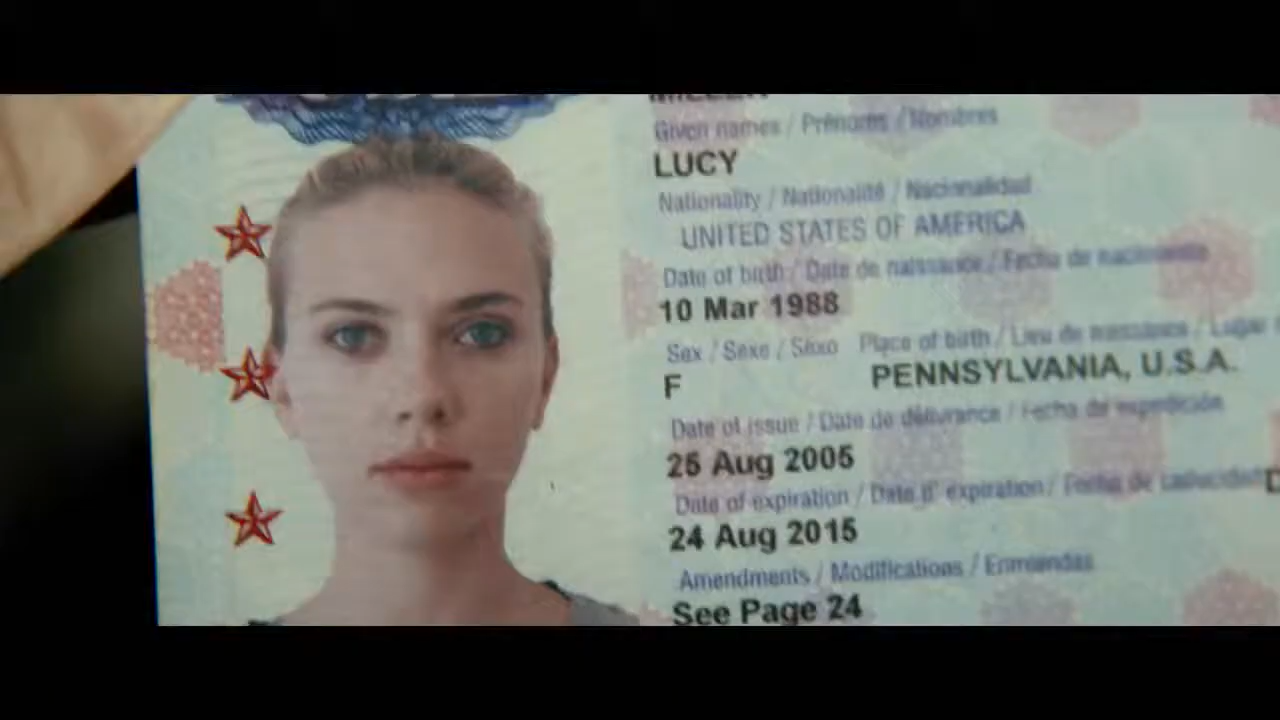 Given names / Prénoms / Nombres
LUCY
Nationality / Nationalité / Nacionalidad
UNITED STATES OF AMERICA
Date of birth / Date de naissance / Fecha de nacimiento
10 Mar 1988
Sex / Sexe / Sexo Place of birth / Lieu de naissance / Lugar
F PENNSYLVANIA, U.S.A.
Date of issue / Date de délivrance / Fecha de expedición
25 Aug 2005
Date of expiration / Date d' expiration / Fecha de caducidad
24 Aug 2015
Amendments / Modifications / Enmiendas
See Page 24